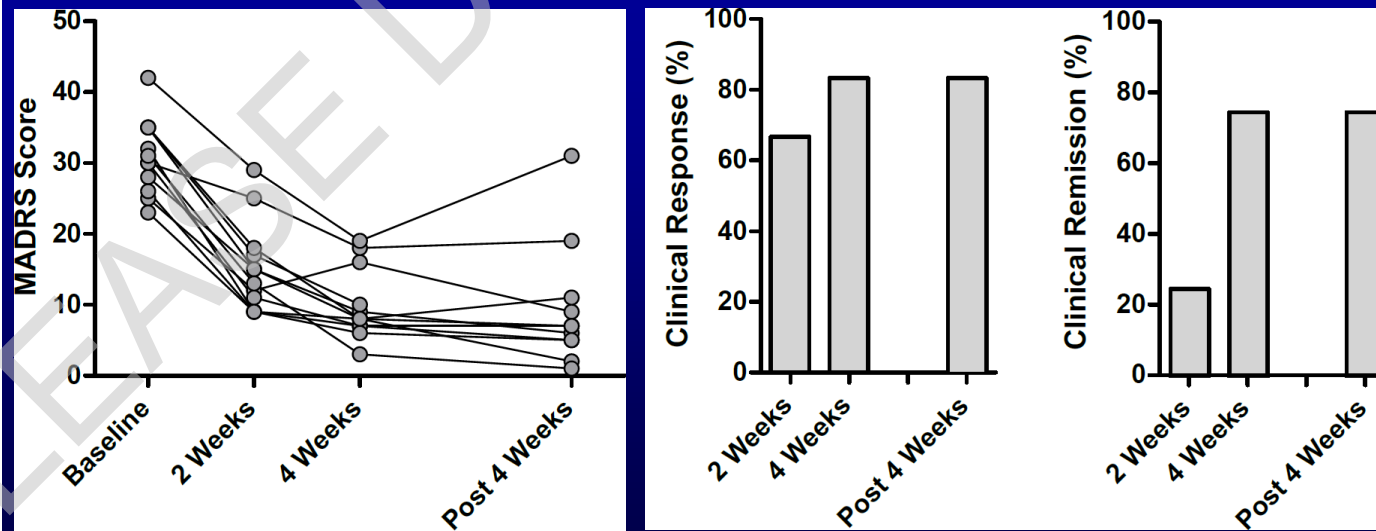 MADRS Score
50
40
30
20
10
0
Baseline
2 Weeks
4 Weeks
Post 4 Weeks
Clinical Response (%)
100
80
60
40
20
0
2 Weeks
4 Weeks
Post 4 Weeks
Clinical Remission (%)
100
80
60
40
20
0
2 Weeks
4 Weeks
Post 4 Weeks
LEASE D